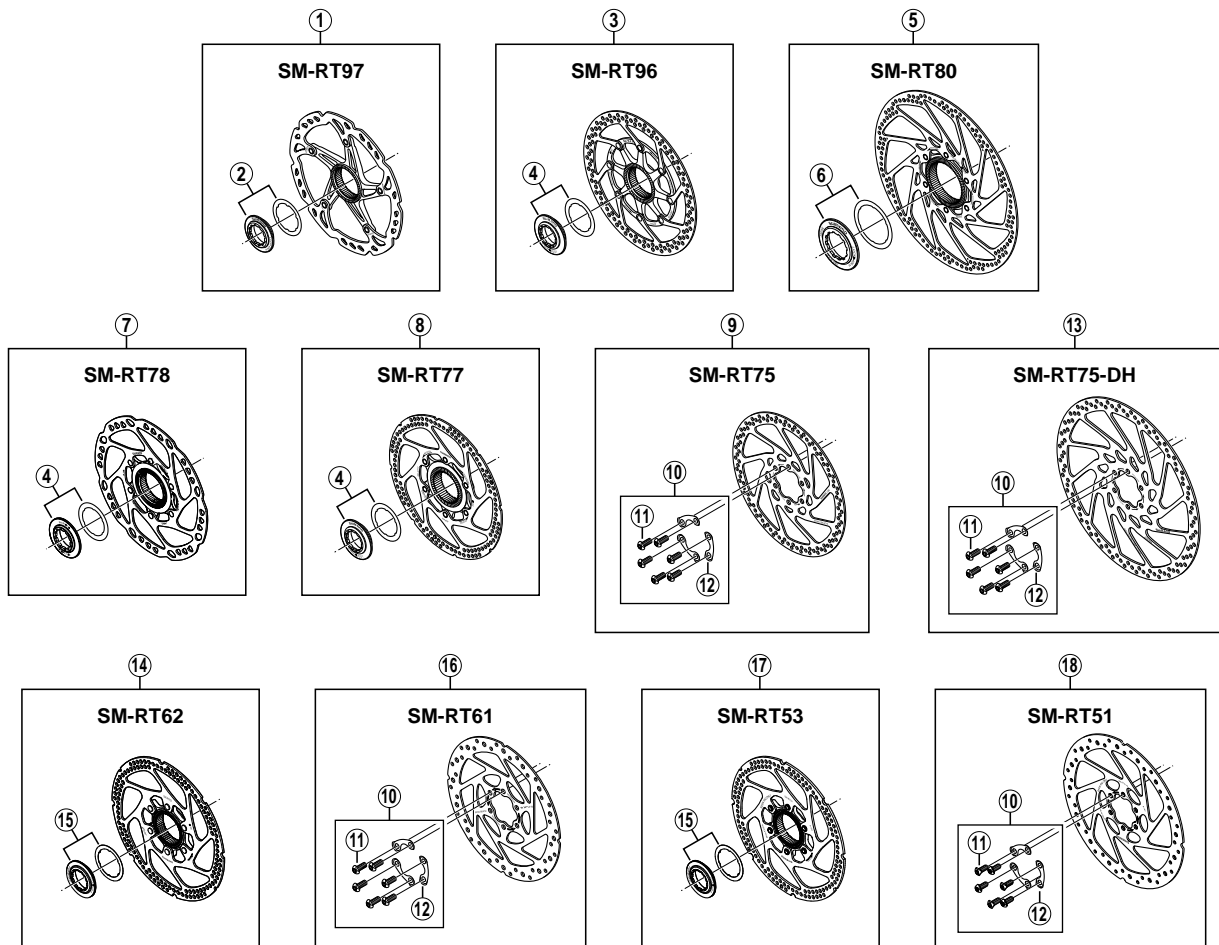 ① ③ ⑤
SM-RT97 SM-RT96 SM-RT80
② ④ ⑥
⑦ ⑧ ⑨ ⑬
SM-RT78 SM-RT77 SM-RT75 SM-RT75-DH
④ ④ ⑩ ⑩
⑪ ⑪
⑫ ⑫
⑭ ⑯ ⑰ ⑱
SM-RT62 SM-RT61 SM-RT53 SM-RT51
⑮ ⑩ ⑮ ⑩
⑪ ⑪
⑫ ⑫